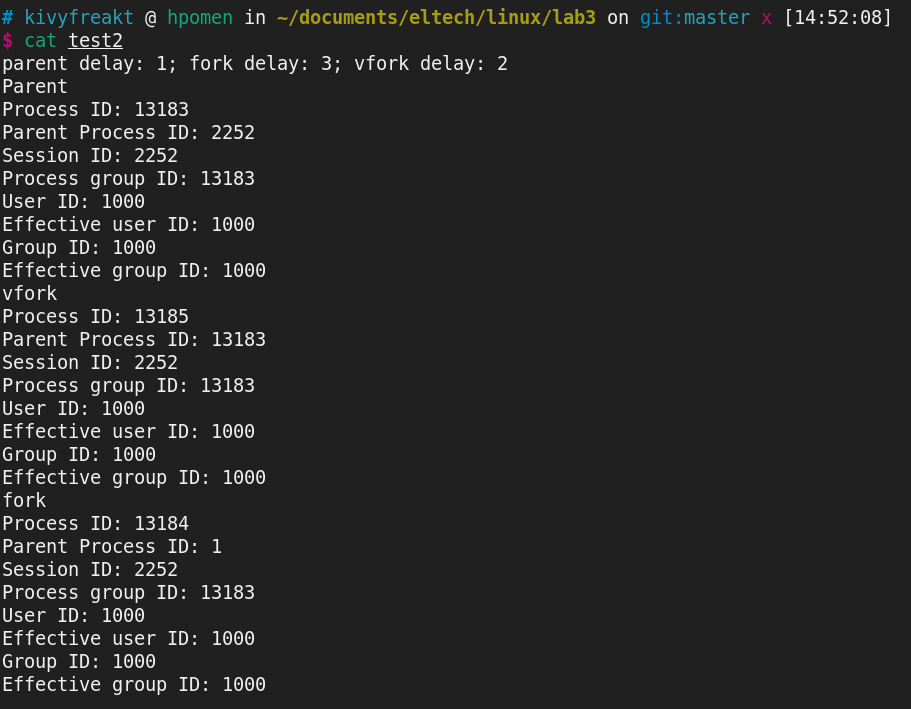 # kivyfreakt @ hpomen in ~/documents/eltech/linux/lab3 on git:master x [14:52:08]
$ cat test2
parent delay: 1; fork delay: 3; vfork delay: 2
Parent
Process ID: 13183
Parent Process ID: 2252
Session ID: 2252
Process group ID: 13183
User ID: 1000
Effective user ID: 1000
Group ID: 1000
Effective group ID: 1000
vfork
Process ID: 13185
Parent Process ID: 13183
Session ID: 2252
Process group ID: 13183
User ID: 1000
Effective user ID: 1000
Group ID: 1000
Effective group ID: 1000
fork
Process ID: 13184
Parent Process ID: 1
Session ID: 2252
Process group ID: 13183
User ID: 1000
Effective user ID: 1000
Group ID: 1000
Effective group ID: 1000